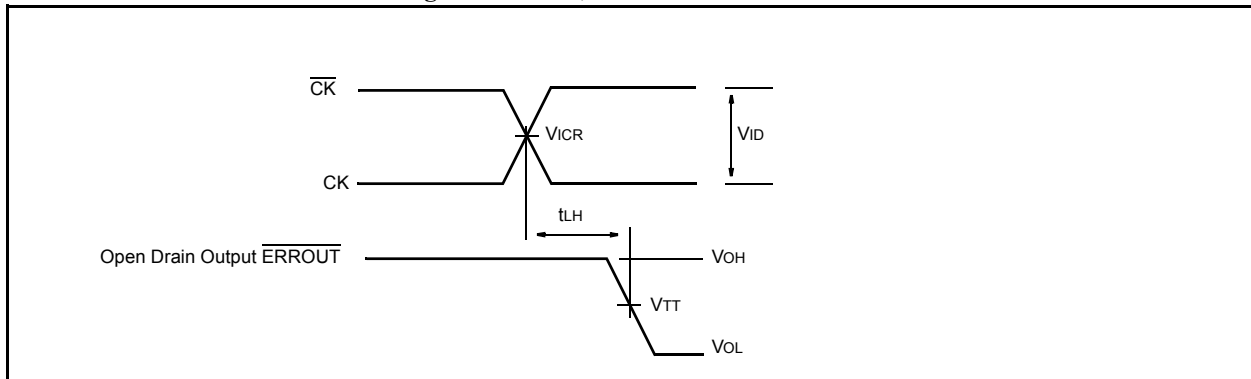 CK
VICR
VID
CK
tLH
Open Drain Output ERROUT
VOH
VTT
VOL